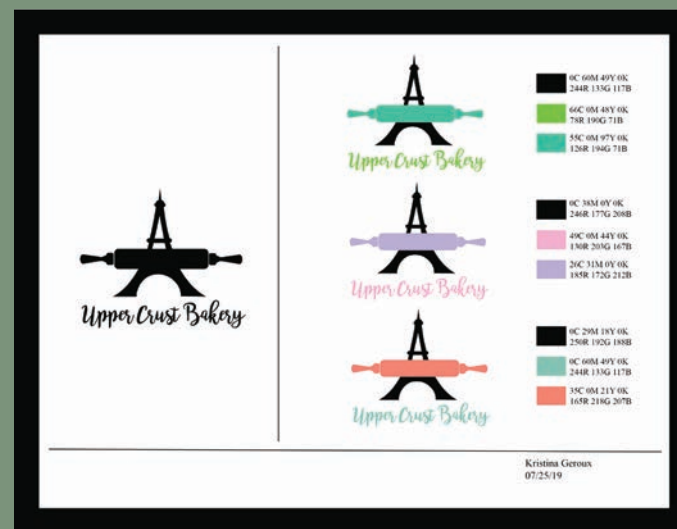 Upper Crust Bakery
Upper Crust Bakery
0C 60M 49Y 0K
244R 133G 117B
66C 0M 48Y 0K
78R 190G 71B
55C 0M 97Y 0K
126R 194G 71B
Upper Crust Bakery
0C 38M 0Y 0K
246R 177G 208B
49C 0M 44Y 0K
130R 203G 167B
26C 31M 0Y 0K
185R 172G 212B
Upper Crust Bakery
0C 29M 18Y 0K
250R 192G 188B
0C 60M 49Y 0K
244R 133G 117B
35C 0M 21Y 0K
165R 218G 207B
Kristina Geroux
07/25/19